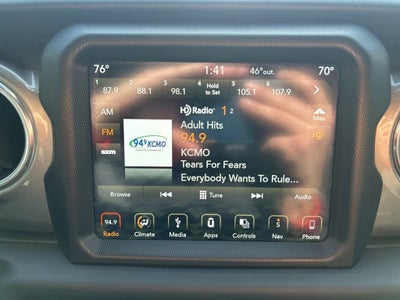 76° 1:41 46°out. 70°
1 2 3 4 5 6
87.9 88.1 98.1 Hold to Set 105.1 107.9
AM HD Radio 1 2 Map
Adult Hits
FM 94.9 HD
94.9 KCMO KCMO
sxm Tears For Fears
Everybody Wants To Rule...
Browse Tune Audio
94.9 S
Radio Climate Media Apps Controls Nav Phone